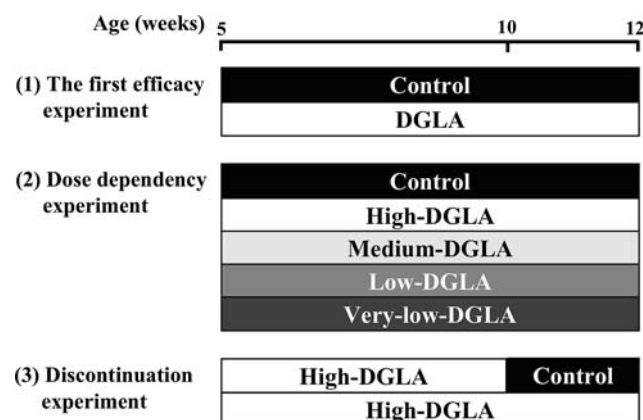 Age (weeks) 5 10 12
(1) The first efficacy
experiment
Control
DGLA
(2) Dose dependency
experiment
Control
High-DGLA
Medium-DGLA
Low-DGLA
Very-low-DGLA
(3) Discontinuation
experiment
High-DGLA Control
High-DGLA